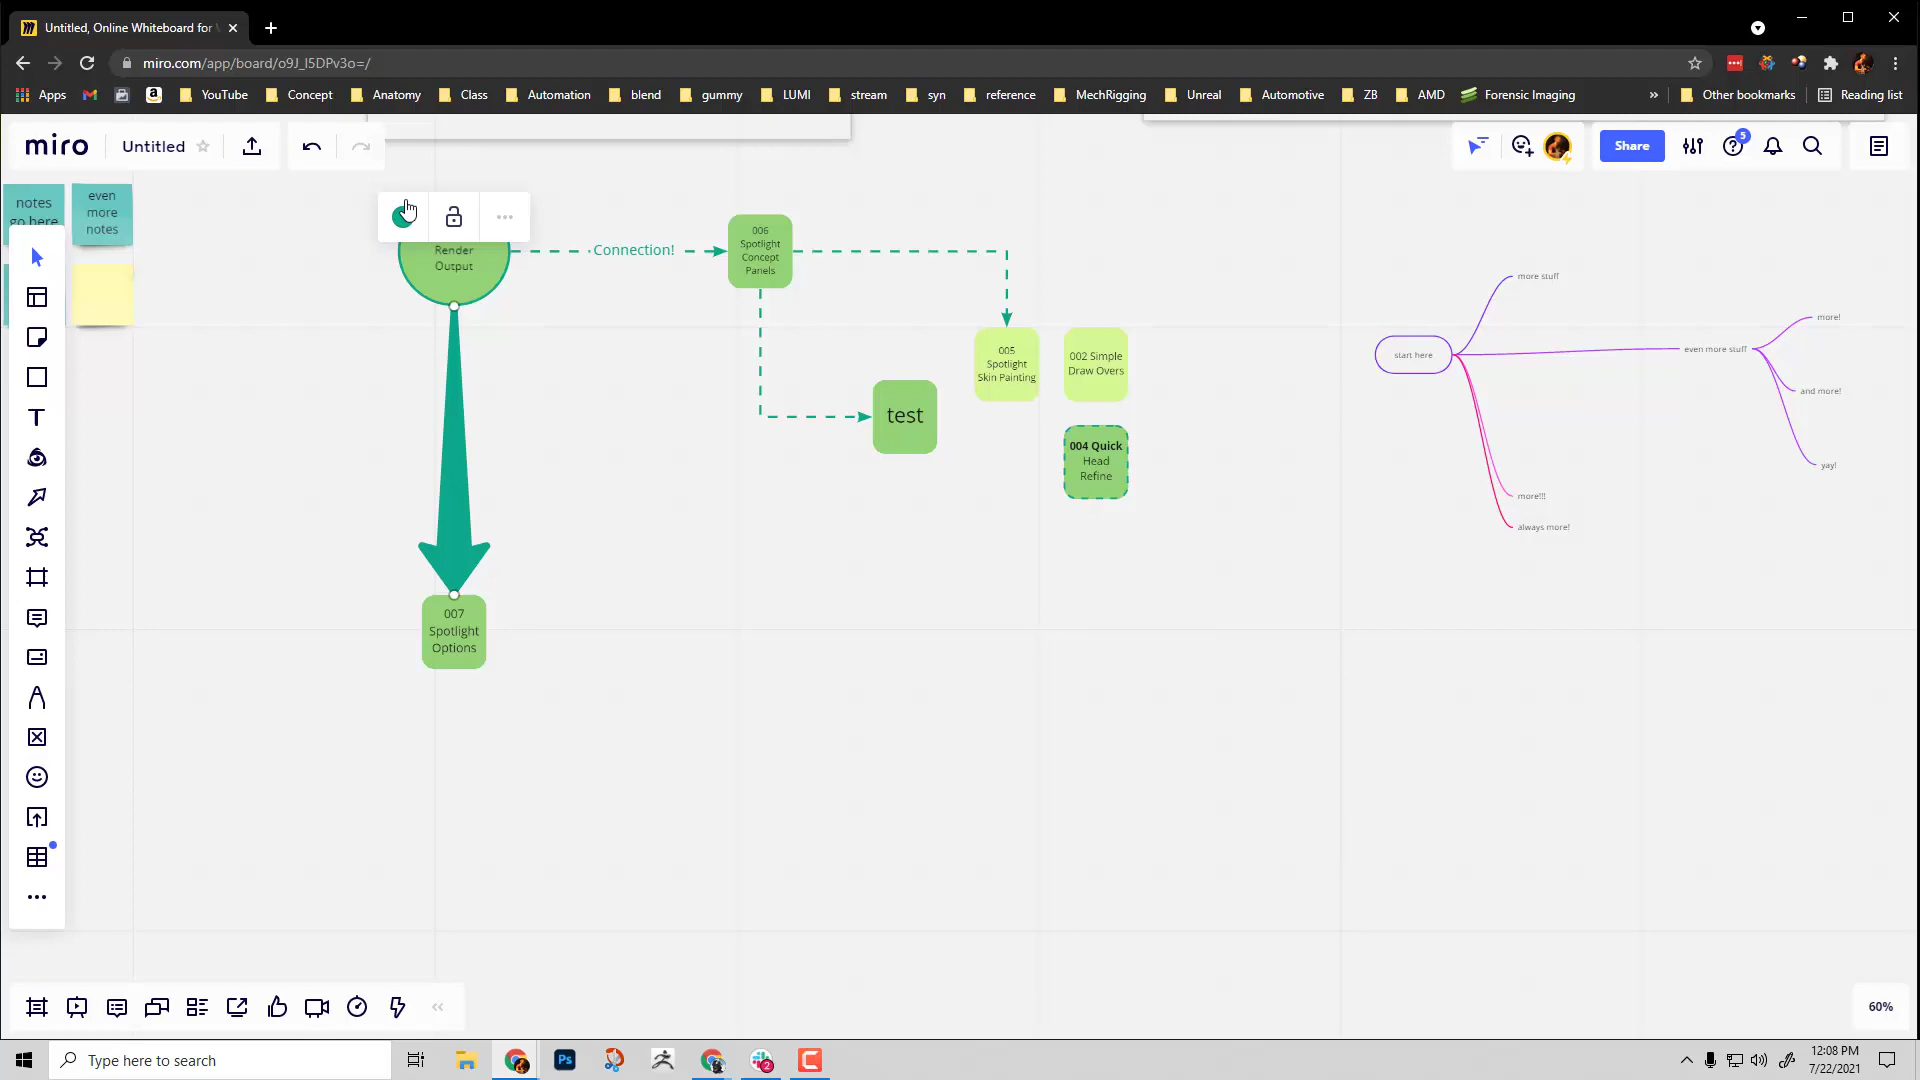 Untitled, Online Whiteboard for
miro.com/app/board/o9J_l5DPv3o=/
Apps
YouTube
Concept
Anatomy
Class
Automation
blend
gummy
LUMI
stream
syn
reference
MechRigging
Unreal
Automotive
ZB
AMD
Forensic Imaging
»
Other bookmarks
Reading list
miro
Untitled
Share
5
notes
go here
even
more
notes
Render
Output
Connection!
006
Spotlight
Concept
Panels
005
Spotlight
Skin Painting
002 Simple
Draw Overs
test
004 Quick
Head
Refine
007
Spotlight
Options
start here
more stuff
even more stuff
more!
and more!
yay!
more!!!
always more!
60%
Type here to search
Ps
2
12:08 PM
7/22/2021